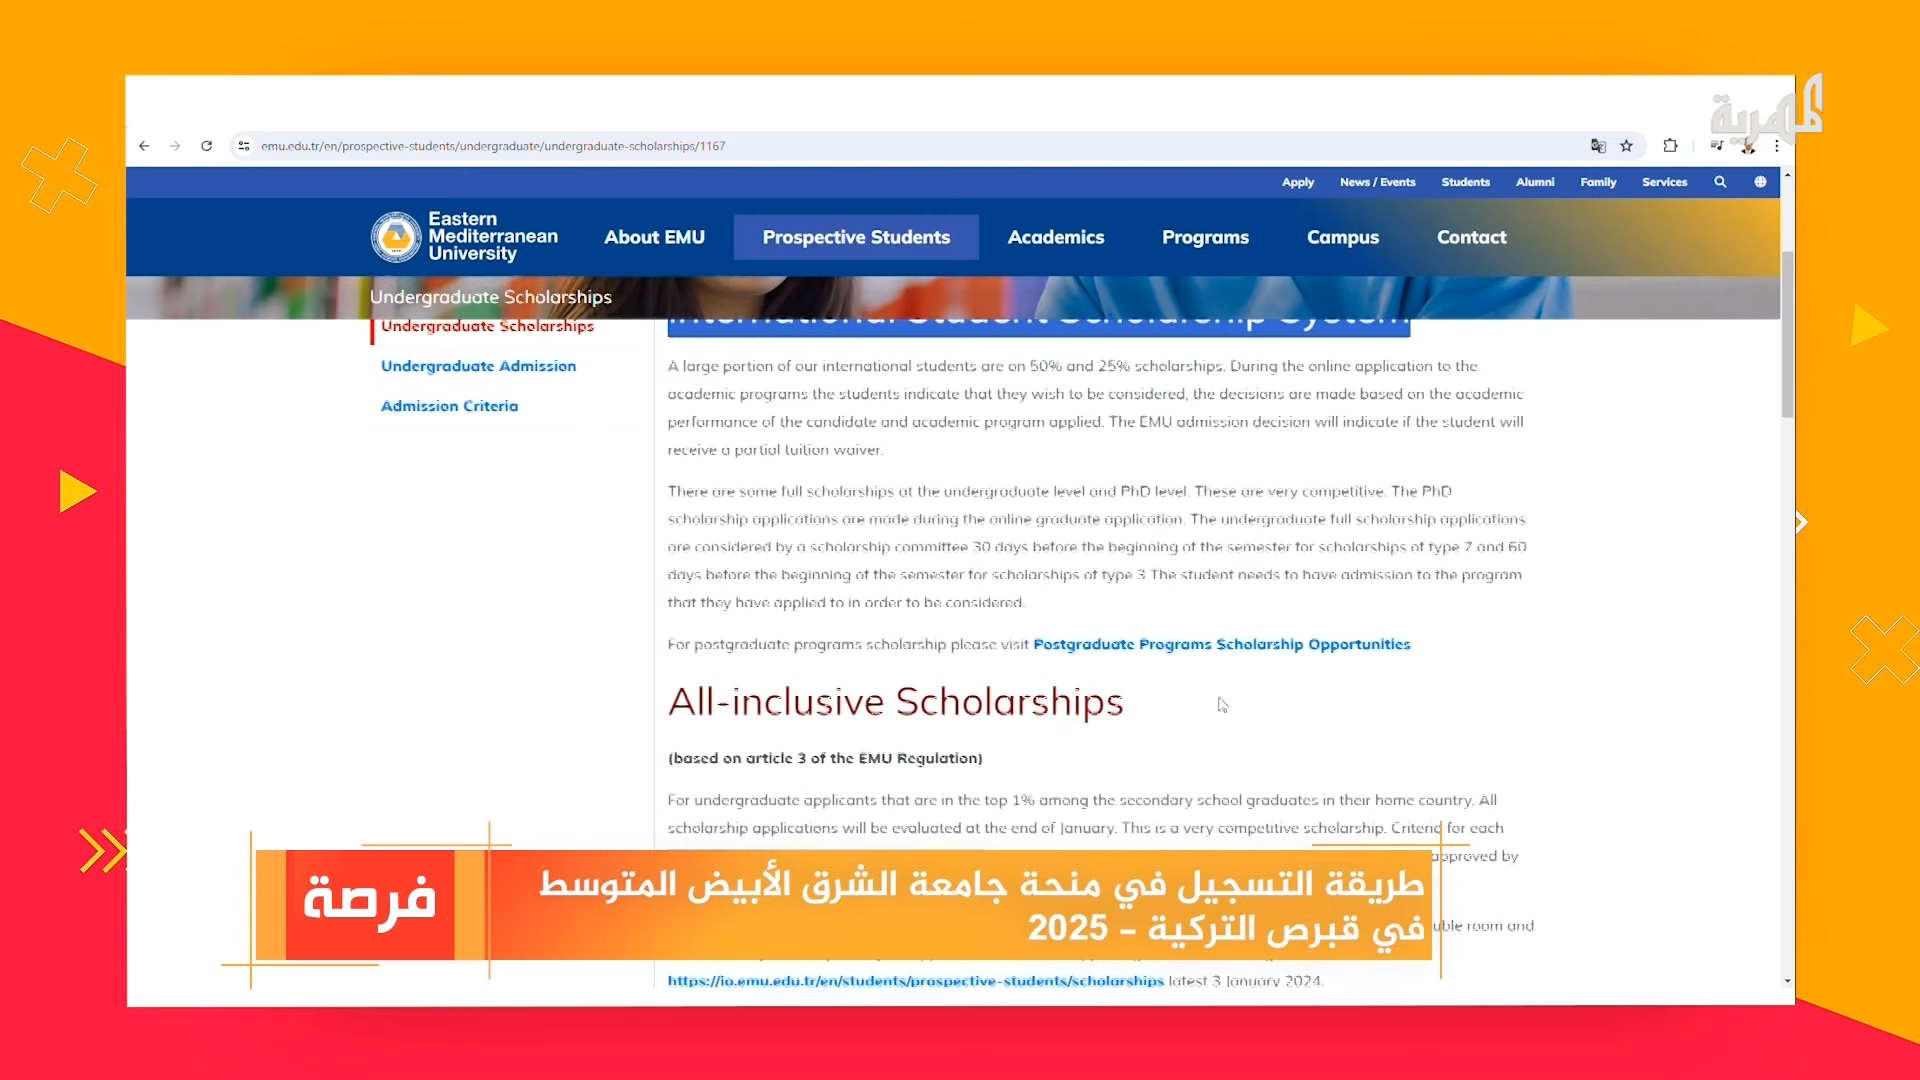 المهرية
emu.edu.tr/en/prospective-students/undergraduate/undergraduate-scholarships/1167
Apply News / Events Students Alumni Family Services
Eastern
Mediterranean
University
About EMU Prospective Students Academics Programs Campus Contact
Undergraduate Scholarships
Undergraduate Scholarships
Undergraduate Admission
Admission Criteria
International Student Scholarship System
A large portion of our international students are on 50% and 25% scholarships. During the online application to the
academic programs the students indicate that they wish to be considered, the decisions are made based on the academic
performance of the candidate and academic program applied. The EMU admission decision will indicate if the student will
receive a partial tuition waiver.
There are some full scholarships at the undergraduate level and PhD level. These are very competitive. The PhD
scholarship applications are made during the online graduate application. The undergraduate full scholarship applications
are considered by a scholarship committee 30 days before the beginning of the semester for scholarships of type 7 and 60
days before the beginning of the semester for scholarships of type 3 The student needs to have admission to the program
that they have applied to in order to be considered.
For postgraduate programs scholarship please visit Postgraduate Programs Scholarship Opportunities
All-inclusive Scholarships
(based on article 3 of the EMU Regulation)
For undergraduate applicants that are in the top 1% among the secondary school graduates in their home country. All
scholarship applications will be evaluated at the end of January. This is a very competitive scholarship. Criteria for each
approved by
room and
https://io.emu.edu.tr/en/students/prospective-students/scholarships latest 3 January 2024.
فرصة
طريقة التسجيل في منحة جامعة الشرق الأبيض المتوسط
في قبرص التركية - 2025